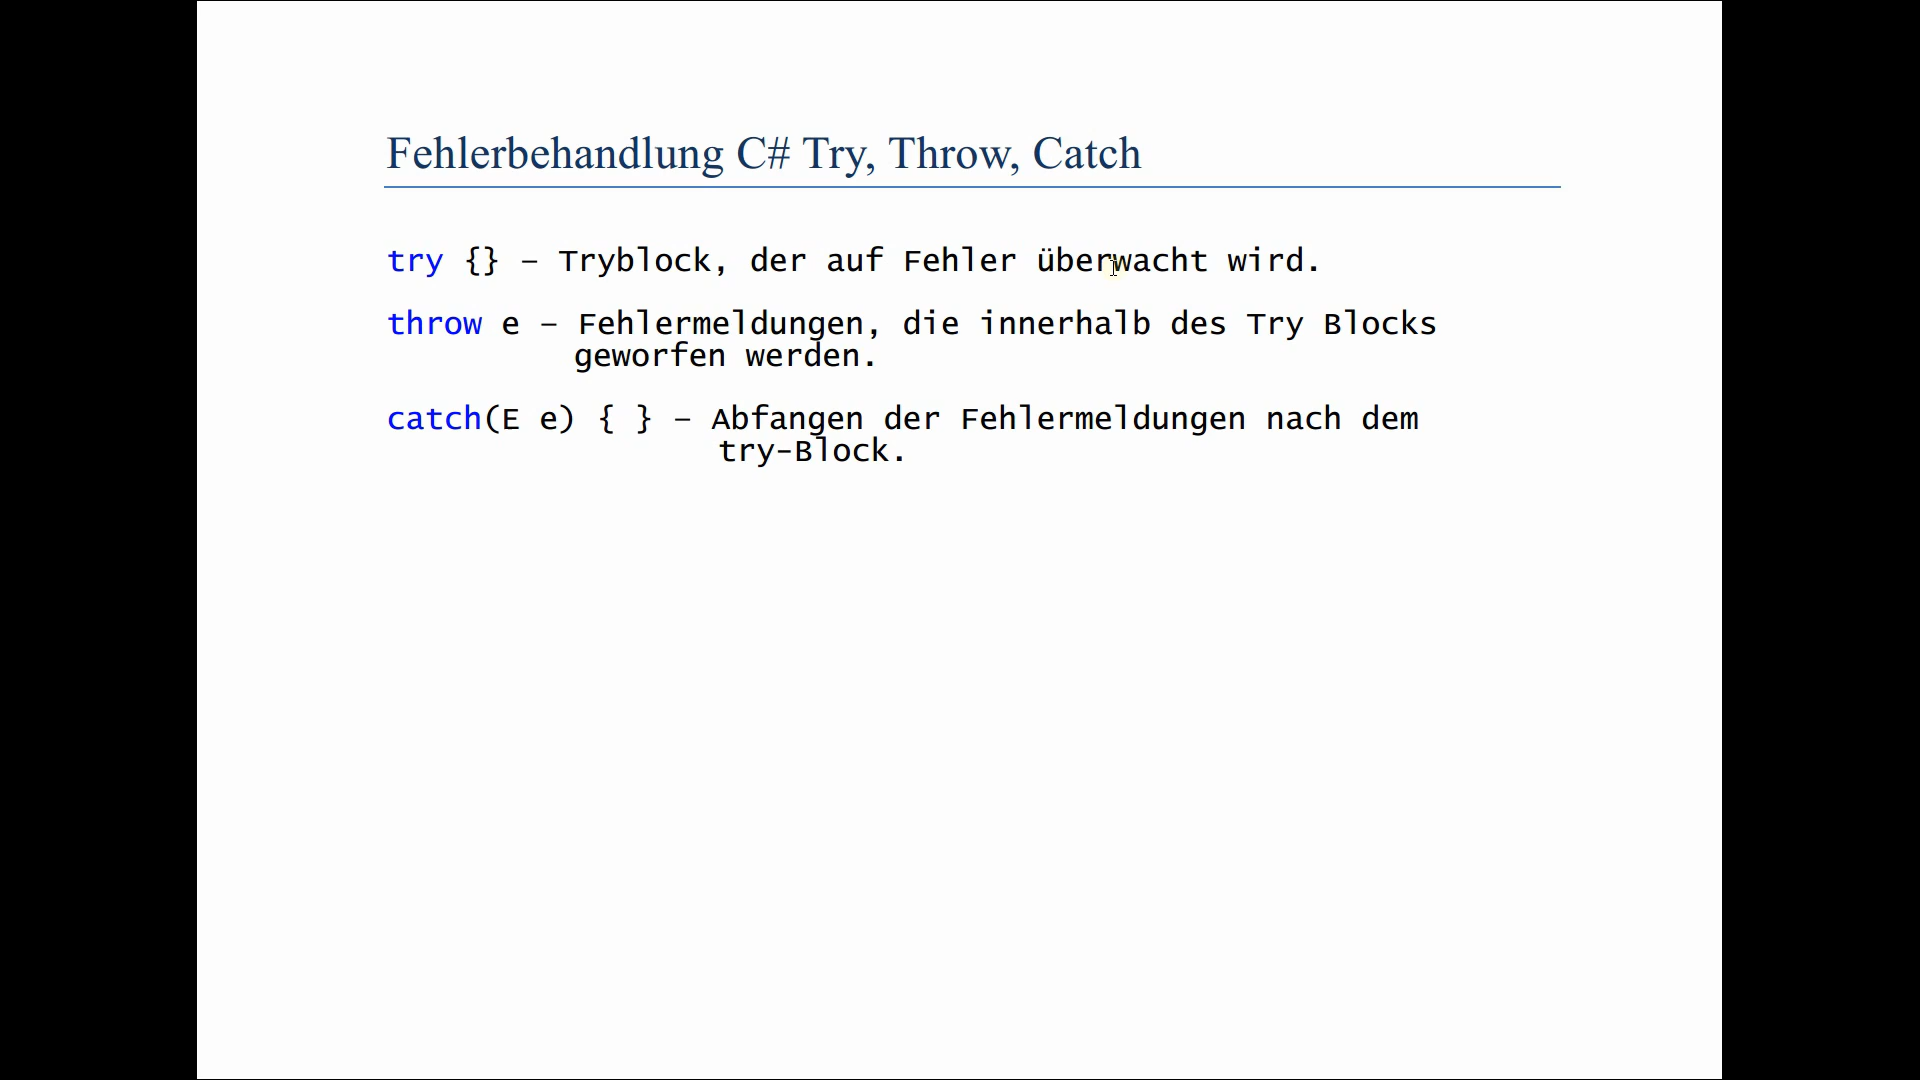 Fehlerbehandlung C# Try, Throw, Catch
try {} – Tryblock, der auf Fehler überwacht wird.
throw e – Fehlermeldungen, die innerhalb des Try Blocks
geworfen werden.
catch(E e) { } – Abfangen der Fehlermeldungen nach dem
try-Block.